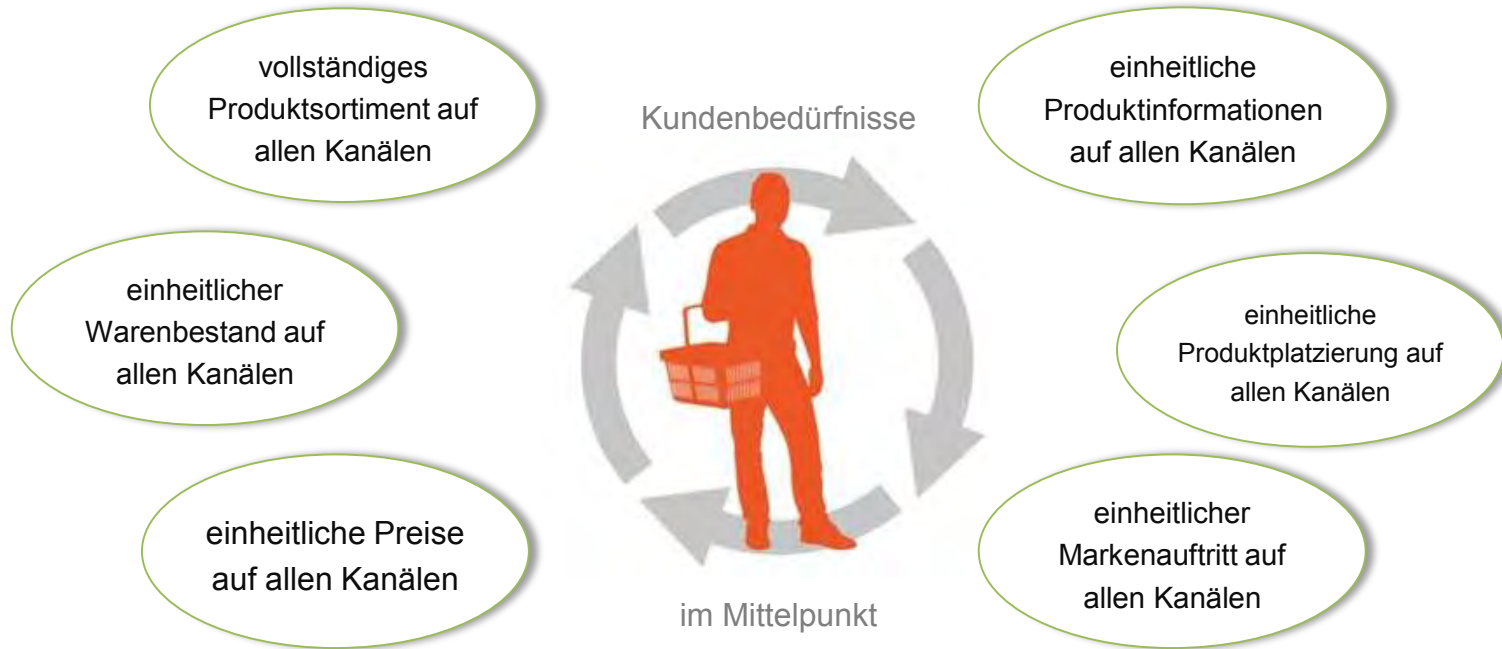 vollständiges
Produktsortiment auf
allen Kanälen
Kundenbedürfnisse
einheitliche
Produktinformationen
auf allen Kanälen
einheitlicher
Warenbestand auf
allen Kanälen
einheitliche
Produktplatzierung auf
allen Kanälen
einheitliche Preise
auf allen Kanälen
einheitlicher
Markenauftritt auf
allen Kanälen
im Mittelpunkt